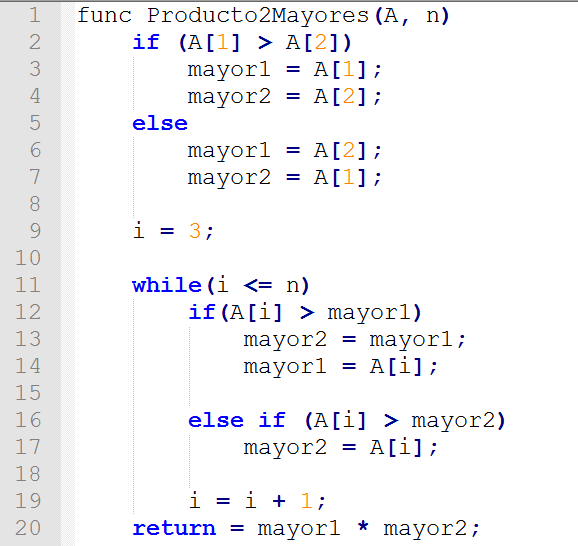 1 func Producto2Mayores(A, n)
2     if (A[1] > A[2])
3         mayor1 = A[1];
4         mayor2 = A[2];
5     else
6         mayor1 = A[2];
7         mayor2 = A[1];
8
9     i = 3;
10
11     while(i <= n)
12         if(A[i] > mayor1)
13             mayor2 = mayor1;
14             mayor1 = A[i];
15
16         else if (A[i] > mayor2)
17             mayor2 = A[i];
18
19         i = i + 1;
20     return = mayor1 * mayor2;